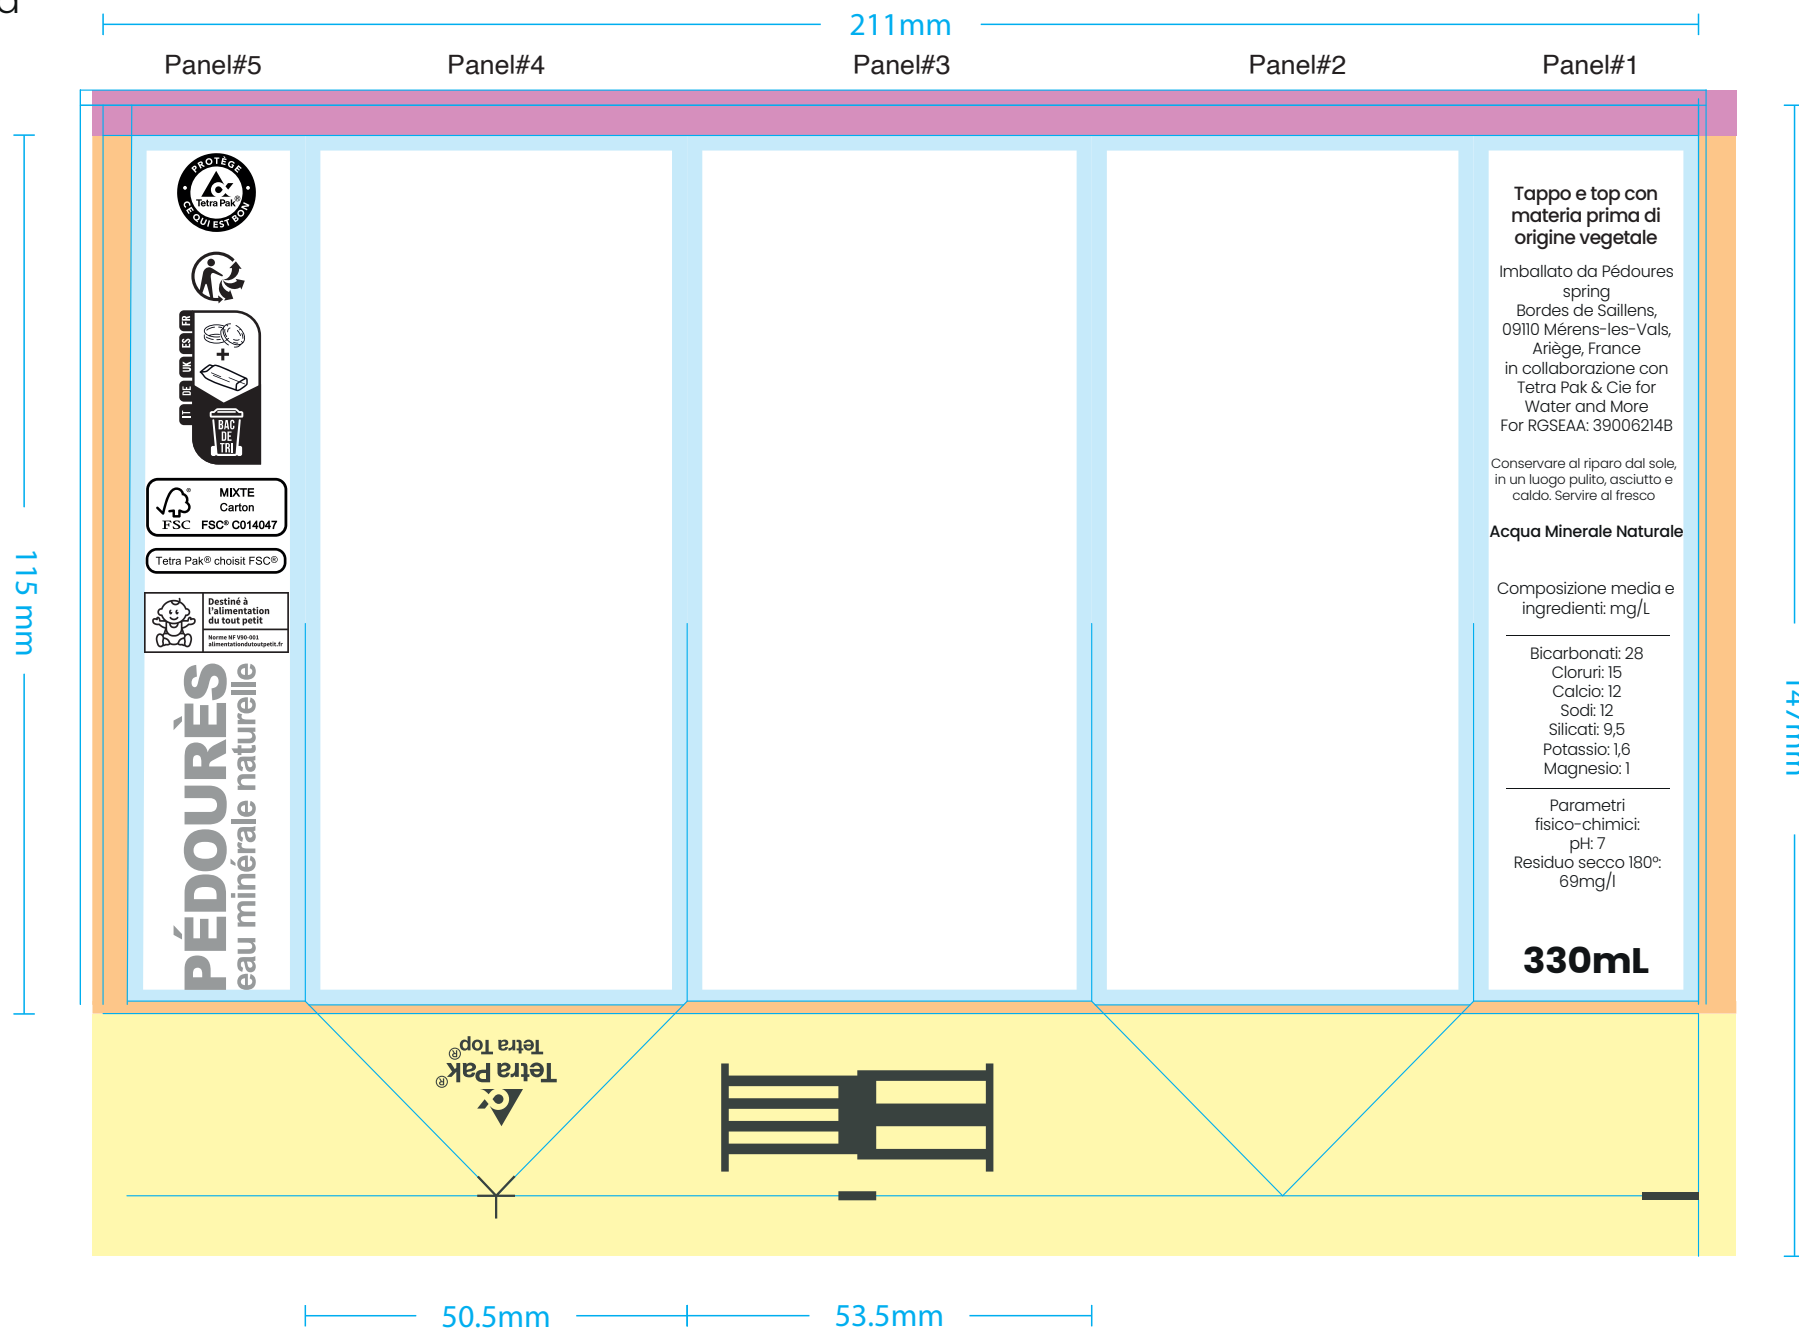 211mm
Panel#5
Panel#4
Panel#3
Panel#2
Panel#1
115 mm
147mm
PROTÈGE
CE QUI EST BON
Tetra Pak®
FR
ES
UK
DE
IT
+
BAC
DE
TRI
FSC®
MIXTE
Carton
FSC® C014047
Tetra Pak® choisit FSC®
Destiné à
l'alimentation
du tout petit
Norme NF V90-001
alimentationdutoutpetit.fr
PÉDOURÈS
eau minérale naturelle
Tappo e top con
materia prima di
origine vegetale
Imballato da Pédoures
spring
Bordes de Saillens,
09110 Mérens-les-Vals,
Ariège, France
in collaborazione con
Tetra Pak & Cie for
Water and More
For RGSEAA: 39006214B
Conservare al riparo dal sole,
in un luogo pulito, asciutto e
caldo. Servire al fresco
Acqua Minerale Naturale
Composizione media e
ingredienti: mg/L
Bicarbonati: 28
Cloruri: 15
Calcio: 12
Sodi: 12
Silicati: 9,5
Potassio: 1,6
Magnesio: 1
Parametri
fisico-chimici:
pH: 7
Residuo secco 180°:
69mg/l
330mL
Tetra Pak®
Tetra Top®
50.5mm
53.5mm